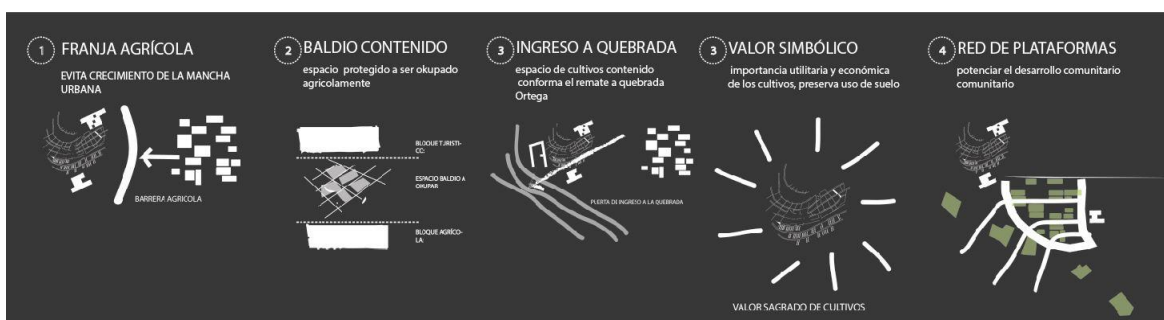 1 FRANJA AGRÍCOLA
EVITA CRECIMIENTO DE LA MANCHA
URBANA
BARRERA AGRICOLA
2 BALDIO CONTENIDO
espacio protegido a ser okupado
agricolamente
BLOQUE TJRISTI-
CC:
ESPACIO BALDIO A
OKUPAR
BLOQUE AGRÍCO-
LA:
3 INGRESO A QUEBRADA
espacio de cultivos contenido
conforma el remate a quebrada
Ortega
PUERTA DE INGRESO A LA QUEBRADA
3 VALOR SIMBÓLICO
importancia utilitaria y económica
de los cultivos, preserva uso de suelo
VALOR SAGRADO DE CULTIVOS
4 RED DE PLATAFORMAS
potenciar el desarrollo comunitario
comunitario